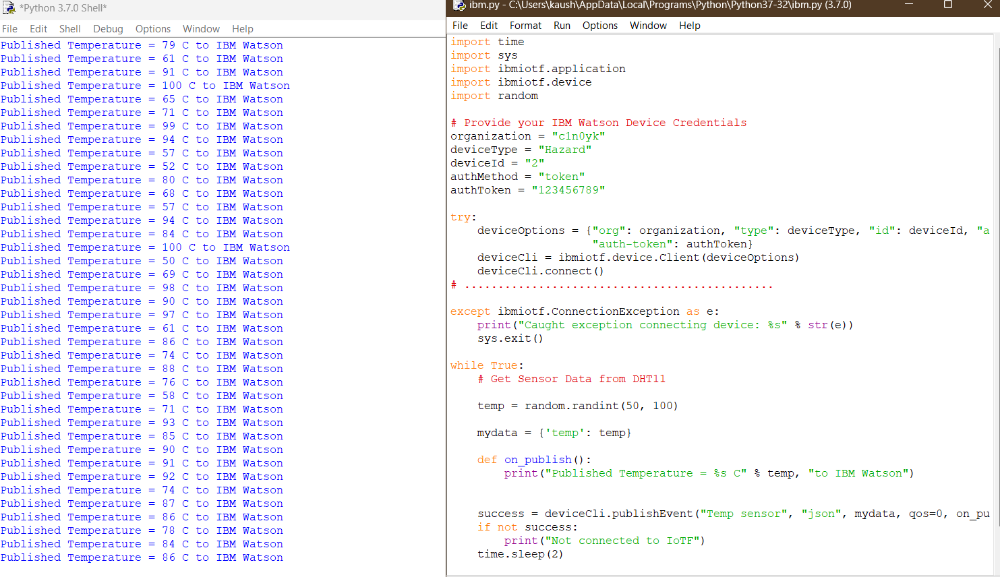 *Python 3.7.0 Shell*
File Edit Shell Debug Options Window Help
Published Temperature = 79 C to IBM Watson
Published Temperature = 61 C to IBM Watson
Published Temperature = 91 C to IBM Watson
Published Temperature = 100 C to IBM Watson
Published Temperature = 65 C to IBM Watson
Published Temperature = 71 C to IBM Watson
Published Temperature = 99 C to IBM Watson
Published Temperature = 94 C to IBM Watson
Published Temperature = 57 C to IBM Watson
Published Temperature = 52 C to IBM Watson
Published Temperature = 80 C to IBM Watson
Published Temperature = 68 C to IBM Watson
Published Temperature = 57 C to IBM Watson
Published Temperature = 94 C to IBM Watson
Published Temperature = 84 C to IBM Watson
Published Temperature = 100 C to IBM Watson
Published Temperature = 50 C to IBM Watson
Published Temperature = 69 C to IBM Watson
Published Temperature = 98 C to IBM Watson
Published Temperature = 90 C to IBM Watson
Published Temperature = 97 C to IBM Watson
Published Temperature = 61 C to IBM Watson
Published Temperature = 86 C to IBM Watson
Published Temperature = 74 C to IBM Watson
Published Temperature = 88 C to IBM Watson
Published Temperature = 76 C to IBM Watson
Published Temperature = 58 C to IBM Watson
Published Temperature = 71 C to IBM Watson
Published Temperature = 93 C to IBM Watson
Published Temperature = 85 C to IBM Watson
Published Temperature = 90 C to IBM Watson
Published Temperature = 91 C to IBM Watson
Published Temperature = 92 C to IBM Watson
Published Temperature = 74 C to IBM Watson
Published Temperature = 87 C to IBM Watson
Published Temperature = 86 C to IBM Watson
Published Temperature = 78 C to IBM Watson
Published Temperature = 84 C to IBM Watson
Published Temperature = 86 C to IBM Watson
ibm.py - C:\Users\kaush\AppData\Local\Programs\Python\Python37-32\ibm.py (3.7.0)
File Edit Format Run Options Window Help
import time
import sys
import ibmiotf.application
import ibmiotf.device
import random
# Provide your IBM Watson Device Credentials
organization = "c1n0yk"
deviceType = "Hazard"
deviceId = "2"
authMethod = "token"
authToken = "123456789"
try:
    deviceOptions = {"org": organization, "type": deviceType, "id": deviceId, "a
                     "auth-token": authToken}
    deviceCli = ibmiotf.device.Client(deviceOptions)
    deviceCli.connect()
# ..............................................
except ibmiotf.ConnectionException as e:
    print("Caught exception connecting device: %s" % str(e))
    sys.exit()
while True:
    # Get Sensor Data from DHT11
    temp = random.randint(50, 100)
    mydata = {'temp': temp}
    def on_publish():
        print("Published Temperature = %s C" % temp, "to IBM Watson")
    success = deviceCli.publishEvent("Temp sensor", "json", mydata, qos=0, on_pu
    if not success:
        print("Not connected to IoTF")
    time.sleep(2)